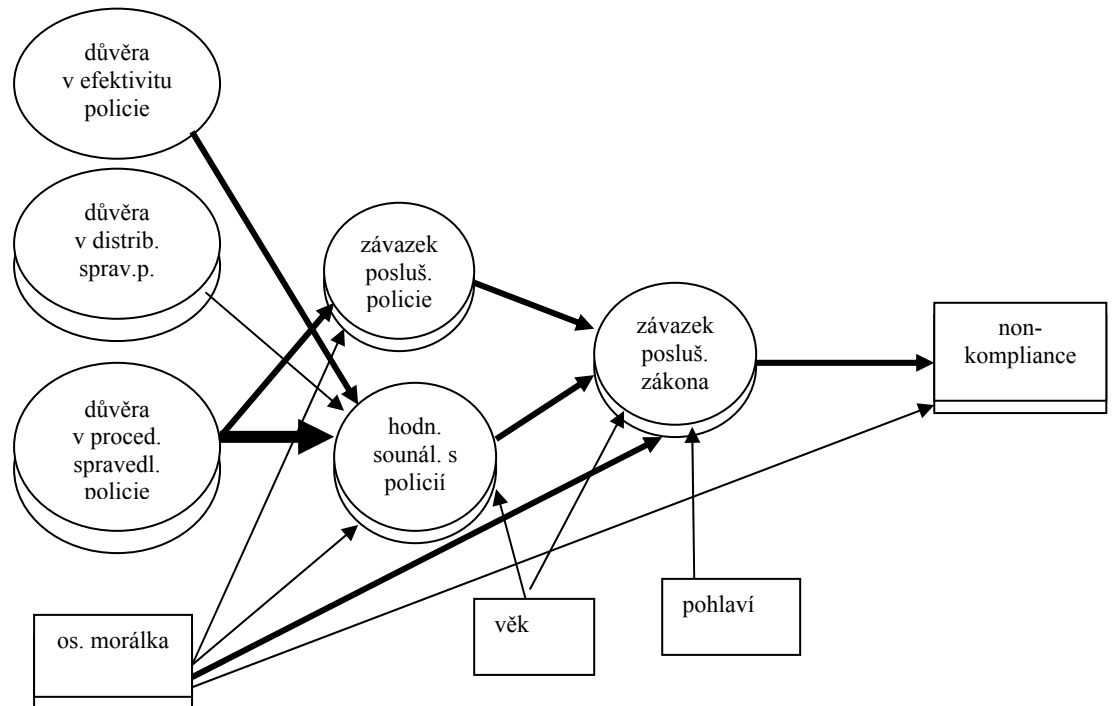 důvěra
v efektivitu
policie
důvěra
v distrib.
sprav.p.
důvěra
v proced.
spravedl.
policie
závazek
posluš.
policie
hodn.
sounál. s
policií
závazek
posluš.
zákona
non-
kompliance
os. morálka
věk
pohlaví